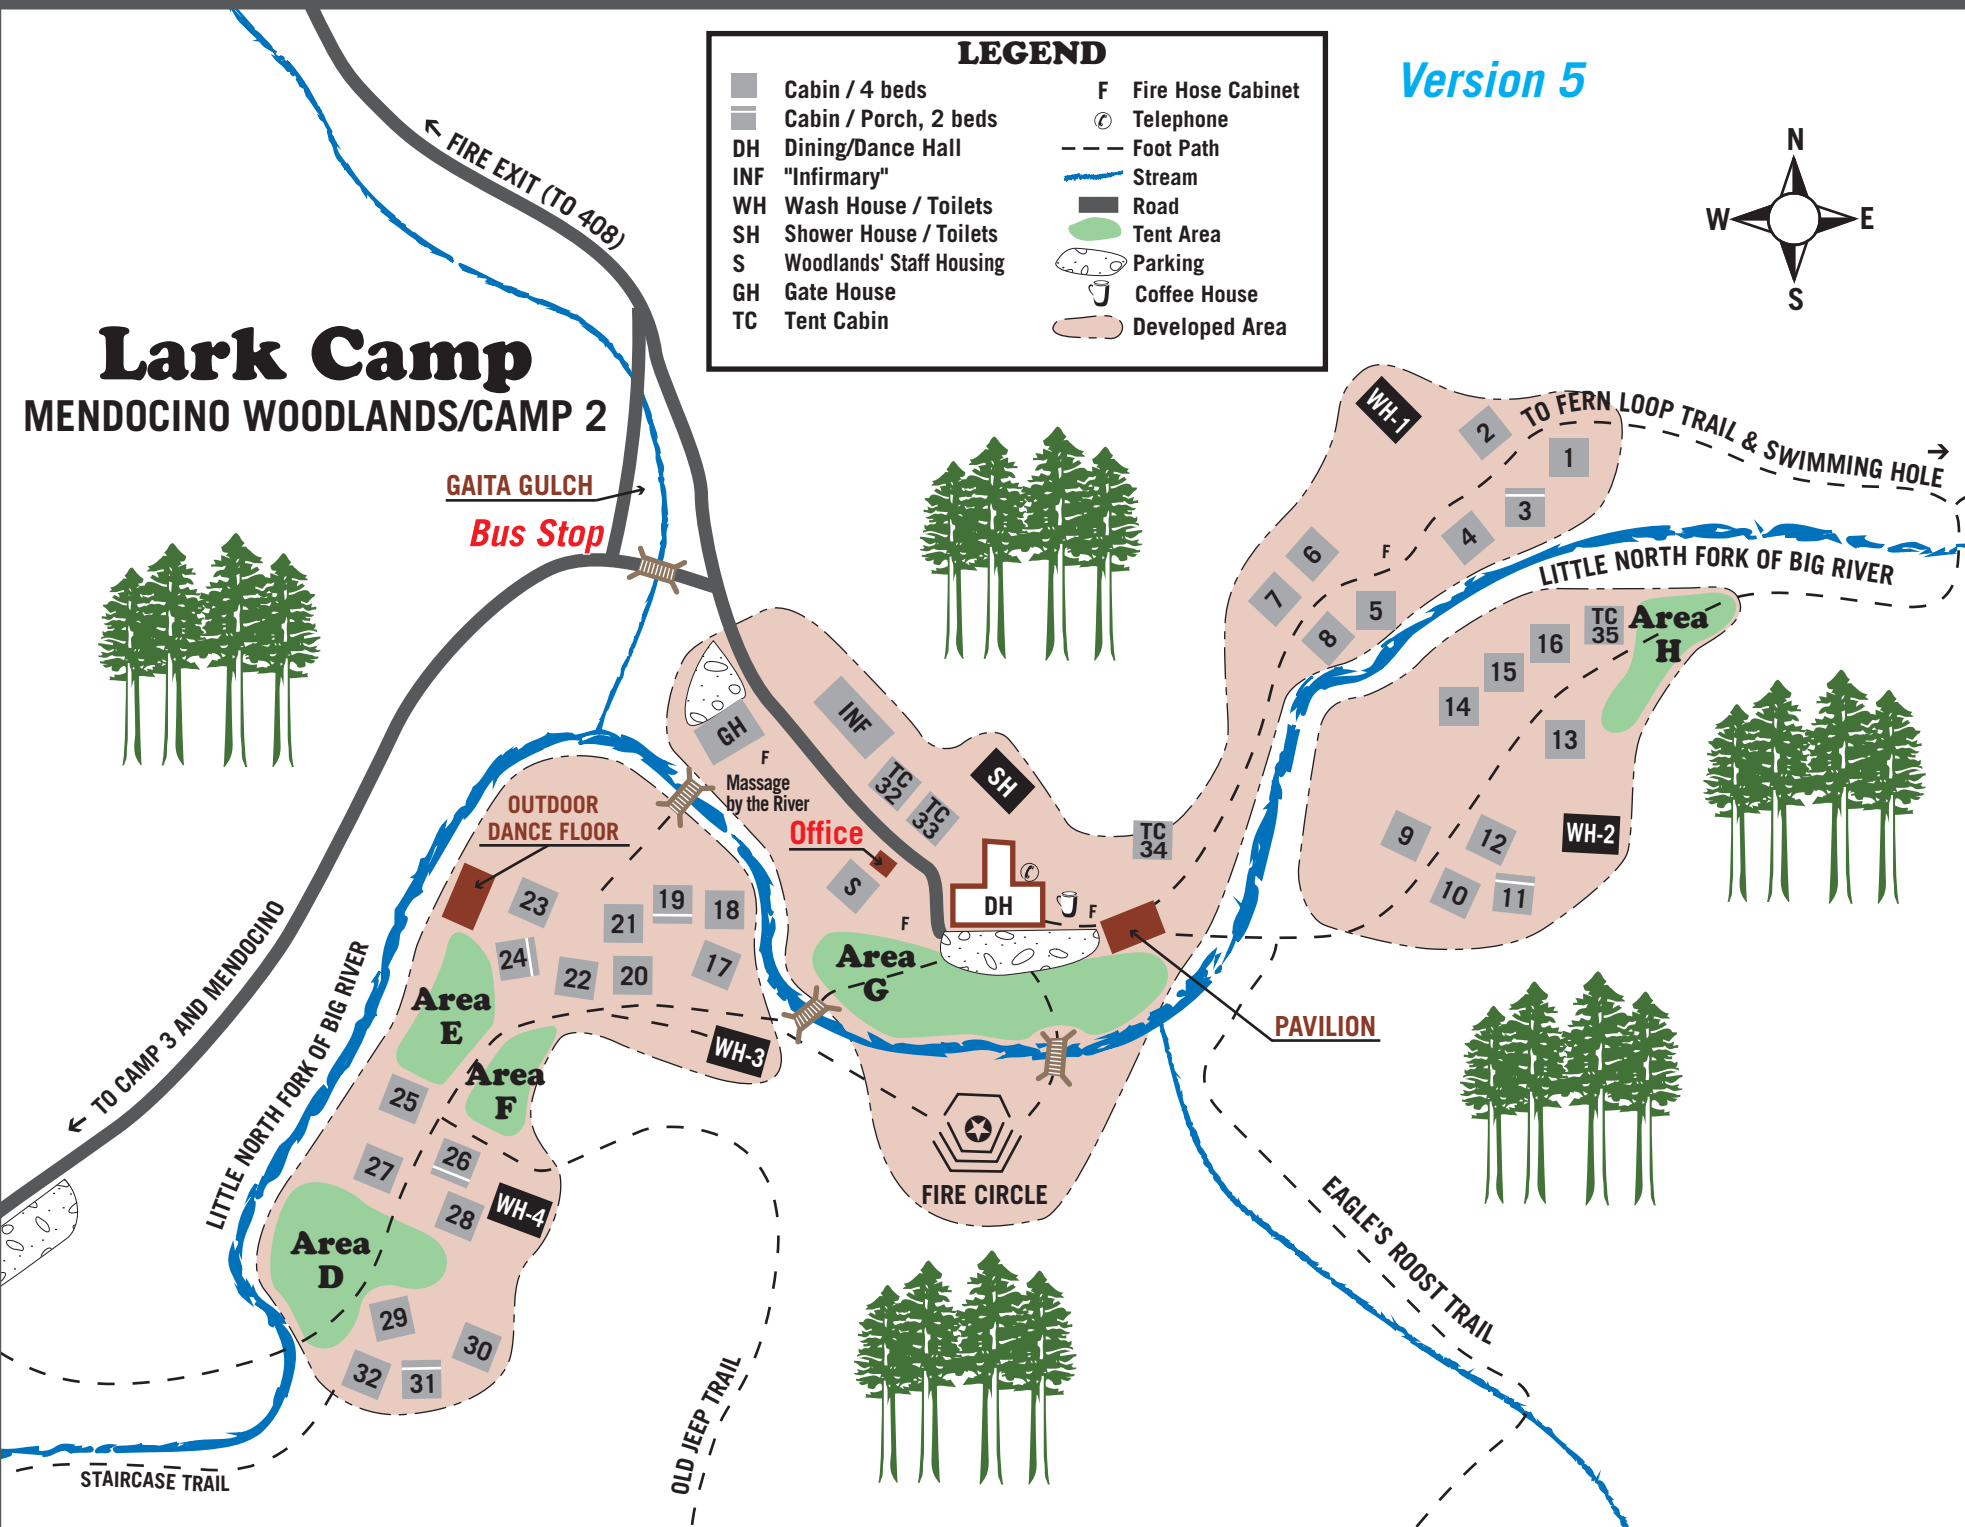 LEGEND
Cabin / 4 beds
Cabin / Porch, 2 beds
DH Dining/Dance Hall
INF "Infirmary"
WH Wash House / Toilets
SH Shower House / Toilets
S Woodlands' Staff Housing
GH Gate House
TC Tent Cabin
F Fire Hose Cabinet
Telephone
Foot Path
Stream
Road
Tent Area
Parking
Coffee House
Developed Area
Version 5
N
W E
S
FIRE EXIT (TO 408)
Lark Camp
MENDOCINO WOODLANDS/CAMP 2
GAITA GULCH
Bus Stop
WH-1
2
TO FERN LOOP TRAIL & SWIMMING HOLE
1
3
4
6
F
7
5
8
LITTLE NORTH FORK OF BIG RIVER
TC
35
Area
H
16
15
14
13
9
12
WH-2
10
11
GH
INF
F
Massage
by the River
TC
32
TC
33
SH
Office
S
TC
34
DH
F
F
Area
G
PAVILION
OUTDOOR
DANCE FLOOR
23
19
18
21
24
22
20
17
Area
E
WH-3
Area
F
25
26
27
28
WH-4
Area
D
29
30
32
31
FIRE CIRCLE
TO CAMP 3 AND MENDOCINO
LITTLE NORTH FORK OF BIG RIVER
EAGLE'S ROOST TRAIL
OLD JEEP TRAIL
STAIRCASE TRAIL